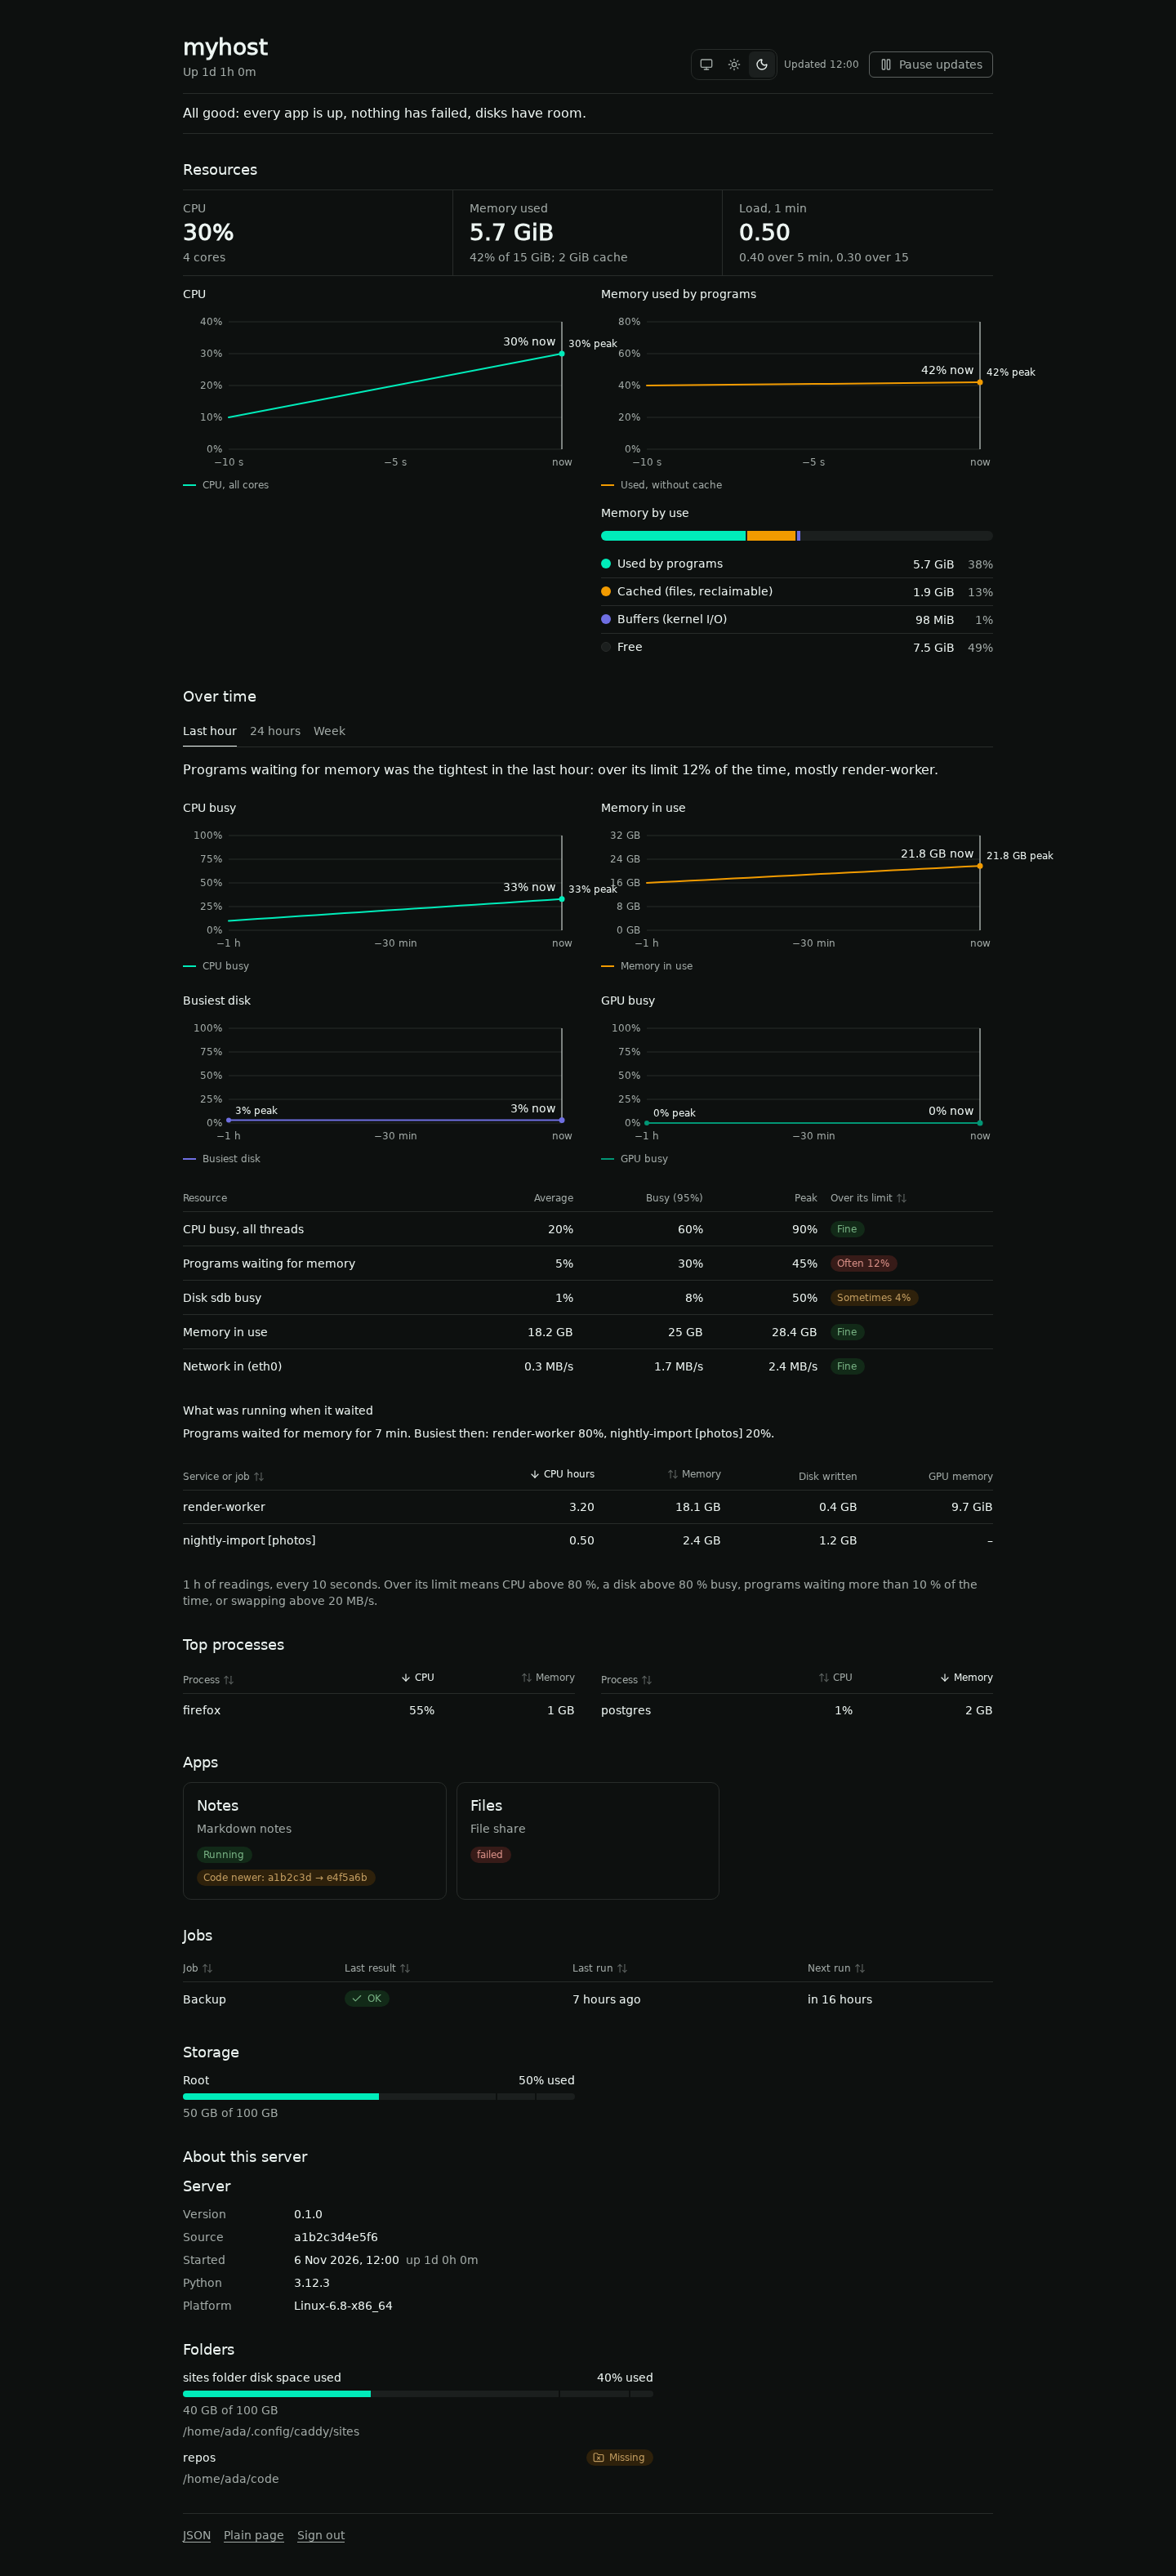 myhost
Up 1d 1h 0m
Updated 12:00
Pause updates
All good: every app is up, nothing has failed, disks have room.
Resources
CPU
30%
4 cores
Memory used
5.7 GiB
42% of 15 GiB; 2 GiB cache
Load, 1 min
0.50
0.40 over 5 min, 0.30 over 15
CPU
40%
30%
20%
10%
0%
30% now
30% peak
−10 s
−5 s
now
CPU, all cores
Memory used by programs
80%
60%
40%
20%
0%
42% now
42% peak
−10 s
−5 s
now
Used, without cache
Memory by use
Used by programs 5.7 GiB 38%
Cached (files, reclaimable) 1.9 GiB 13%
Buffers (kernel I/O) 98 MiB 1%
Free 7.5 GiB 49%
Over time
Last hour 24 hours Week
Programs waiting for memory was the tightest in the last hour: over its limit 12% of the time, mostly render-worker.
CPU busy
100%
75%
50%
25%
0%
33% now
33% peak
−1 h
−30 min
now
CPU busy
Memory in use
32 GB
24 GB
16 GB
8 GB
0 GB
21.8 GB now
21.8 GB peak
−1 h
−30 min
now
Memory in use
Busiest disk
100%
75%
50%
25%
0%
3% peak
3% now
−1 h
−30 min
now
Busiest disk
GPU busy
100%
75%
50%
25%
0%
0% peak
0% now
−1 h
−30 min
now
GPU busy
Resource Average Busy (95%) Peak Over its limit
CPU busy, all threads 20% 60% 90% Fine
Programs waiting for memory 5% 30% 45% Often 12%
Disk sdb busy 1% 8% 50% Sometimes 4%
Memory in use 18.2 GB 25 GB 28.4 GB Fine
Network in (eth0) 0.3 MB/s 1.7 MB/s 2.4 MB/s Fine
What was running when it waited
Programs waited for memory for 7 min. Busiest then: render-worker 80%, nightly-import [photos] 20%.
Service or job CPU hours Memory Disk written GPU memory
render-worker 3.20 18.1 GB 0.4 GB 9.7 GiB
nightly-import [photos] 0.50 2.4 GB 1.2 GB –
1 h of readings, every 10 seconds. Over its limit means CPU above 80 %, a disk above 80 % busy, programs waiting more than 10 % of the
time, or swapping above 20 MB/s.
Top processes
Process CPU Memory
firefox 55% 1 GB
Process CPU Memory
postgres 1% 2 GB
Apps
Notes
Markdown notes
Running
Code newer: a1b2c3d → e4f5a6b
Files
File share
failed
Jobs
Job Last result Last run Next run
Backup OK 7 hours ago in 16 hours
Storage
Root 50% used
50 GB of 100 GB
About this server
Server
Version 0.1.0
Source a1b2c3d4e5f6
Started 6 Nov 2026, 12:00 up 1d 0h 0m
Python 3.12.3
Platform Linux-6.8-x86_64
Folders
sites folder disk space used 40% used
40 GB of 100 GB
/home/ada/.config/caddy/sites
repos Missing
/home/ada/code
JSON Plain page Sign out